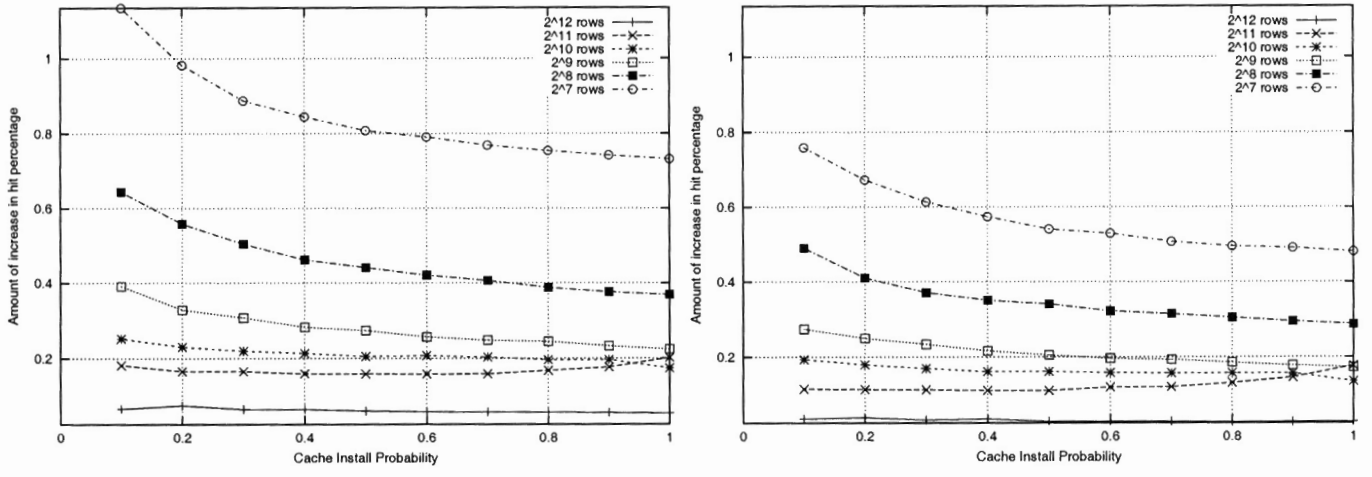 2^12 rows
2^11 rows
2^10 rows
2^9 rows
2^8 rows
2^7 rows
1
0.8
0.6
0.4
0.2
Amount of increase in hit percentage
0 0.2 0.4 0.6 0.8 1
Cache Install Probability
2^12 rows
2^11 rows
2^10 rows
2^9 rows
2^8 rows
2^7 rows
1
0.8
0.6
0.4
0.2
Amount of increase in hit percentage
0 0.2 0.4 0.6 0.8 1
Cache Install Probability